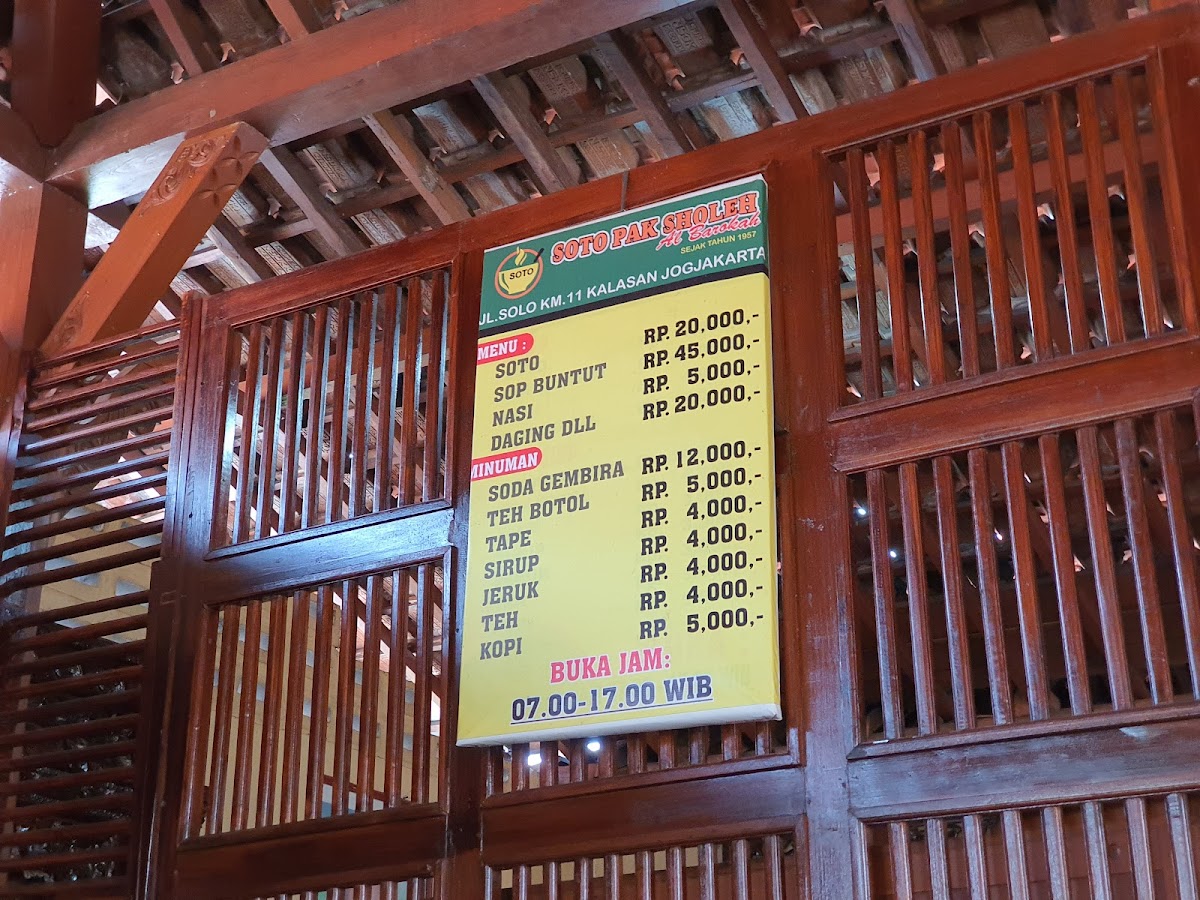 SOTO
SOTO PAK SHOLEH
Al Barokah
SEJAK TAHUN 1957
JL.SOLO KM.11 KALASAN JOGJAKARTA
MENU :
SOTO RP. 20,000,-
SOP BUNTUT RP. 45,000,-
NASI RP. 5,000,-
DAGING DLL RP. 20,000,-
MINUMAN
SODA GEMBIRA RP. 12,000,-
TEH BOTOL RP. 5,000,-
TAPE RP. 4,000,-
SIRUP RP. 4,000,-
JERUK RP. 4,000,-
TEH RP. 4,000,-
KOPI RP. 5,000,-
BUKA JAM:
07.00-17.00 WIB